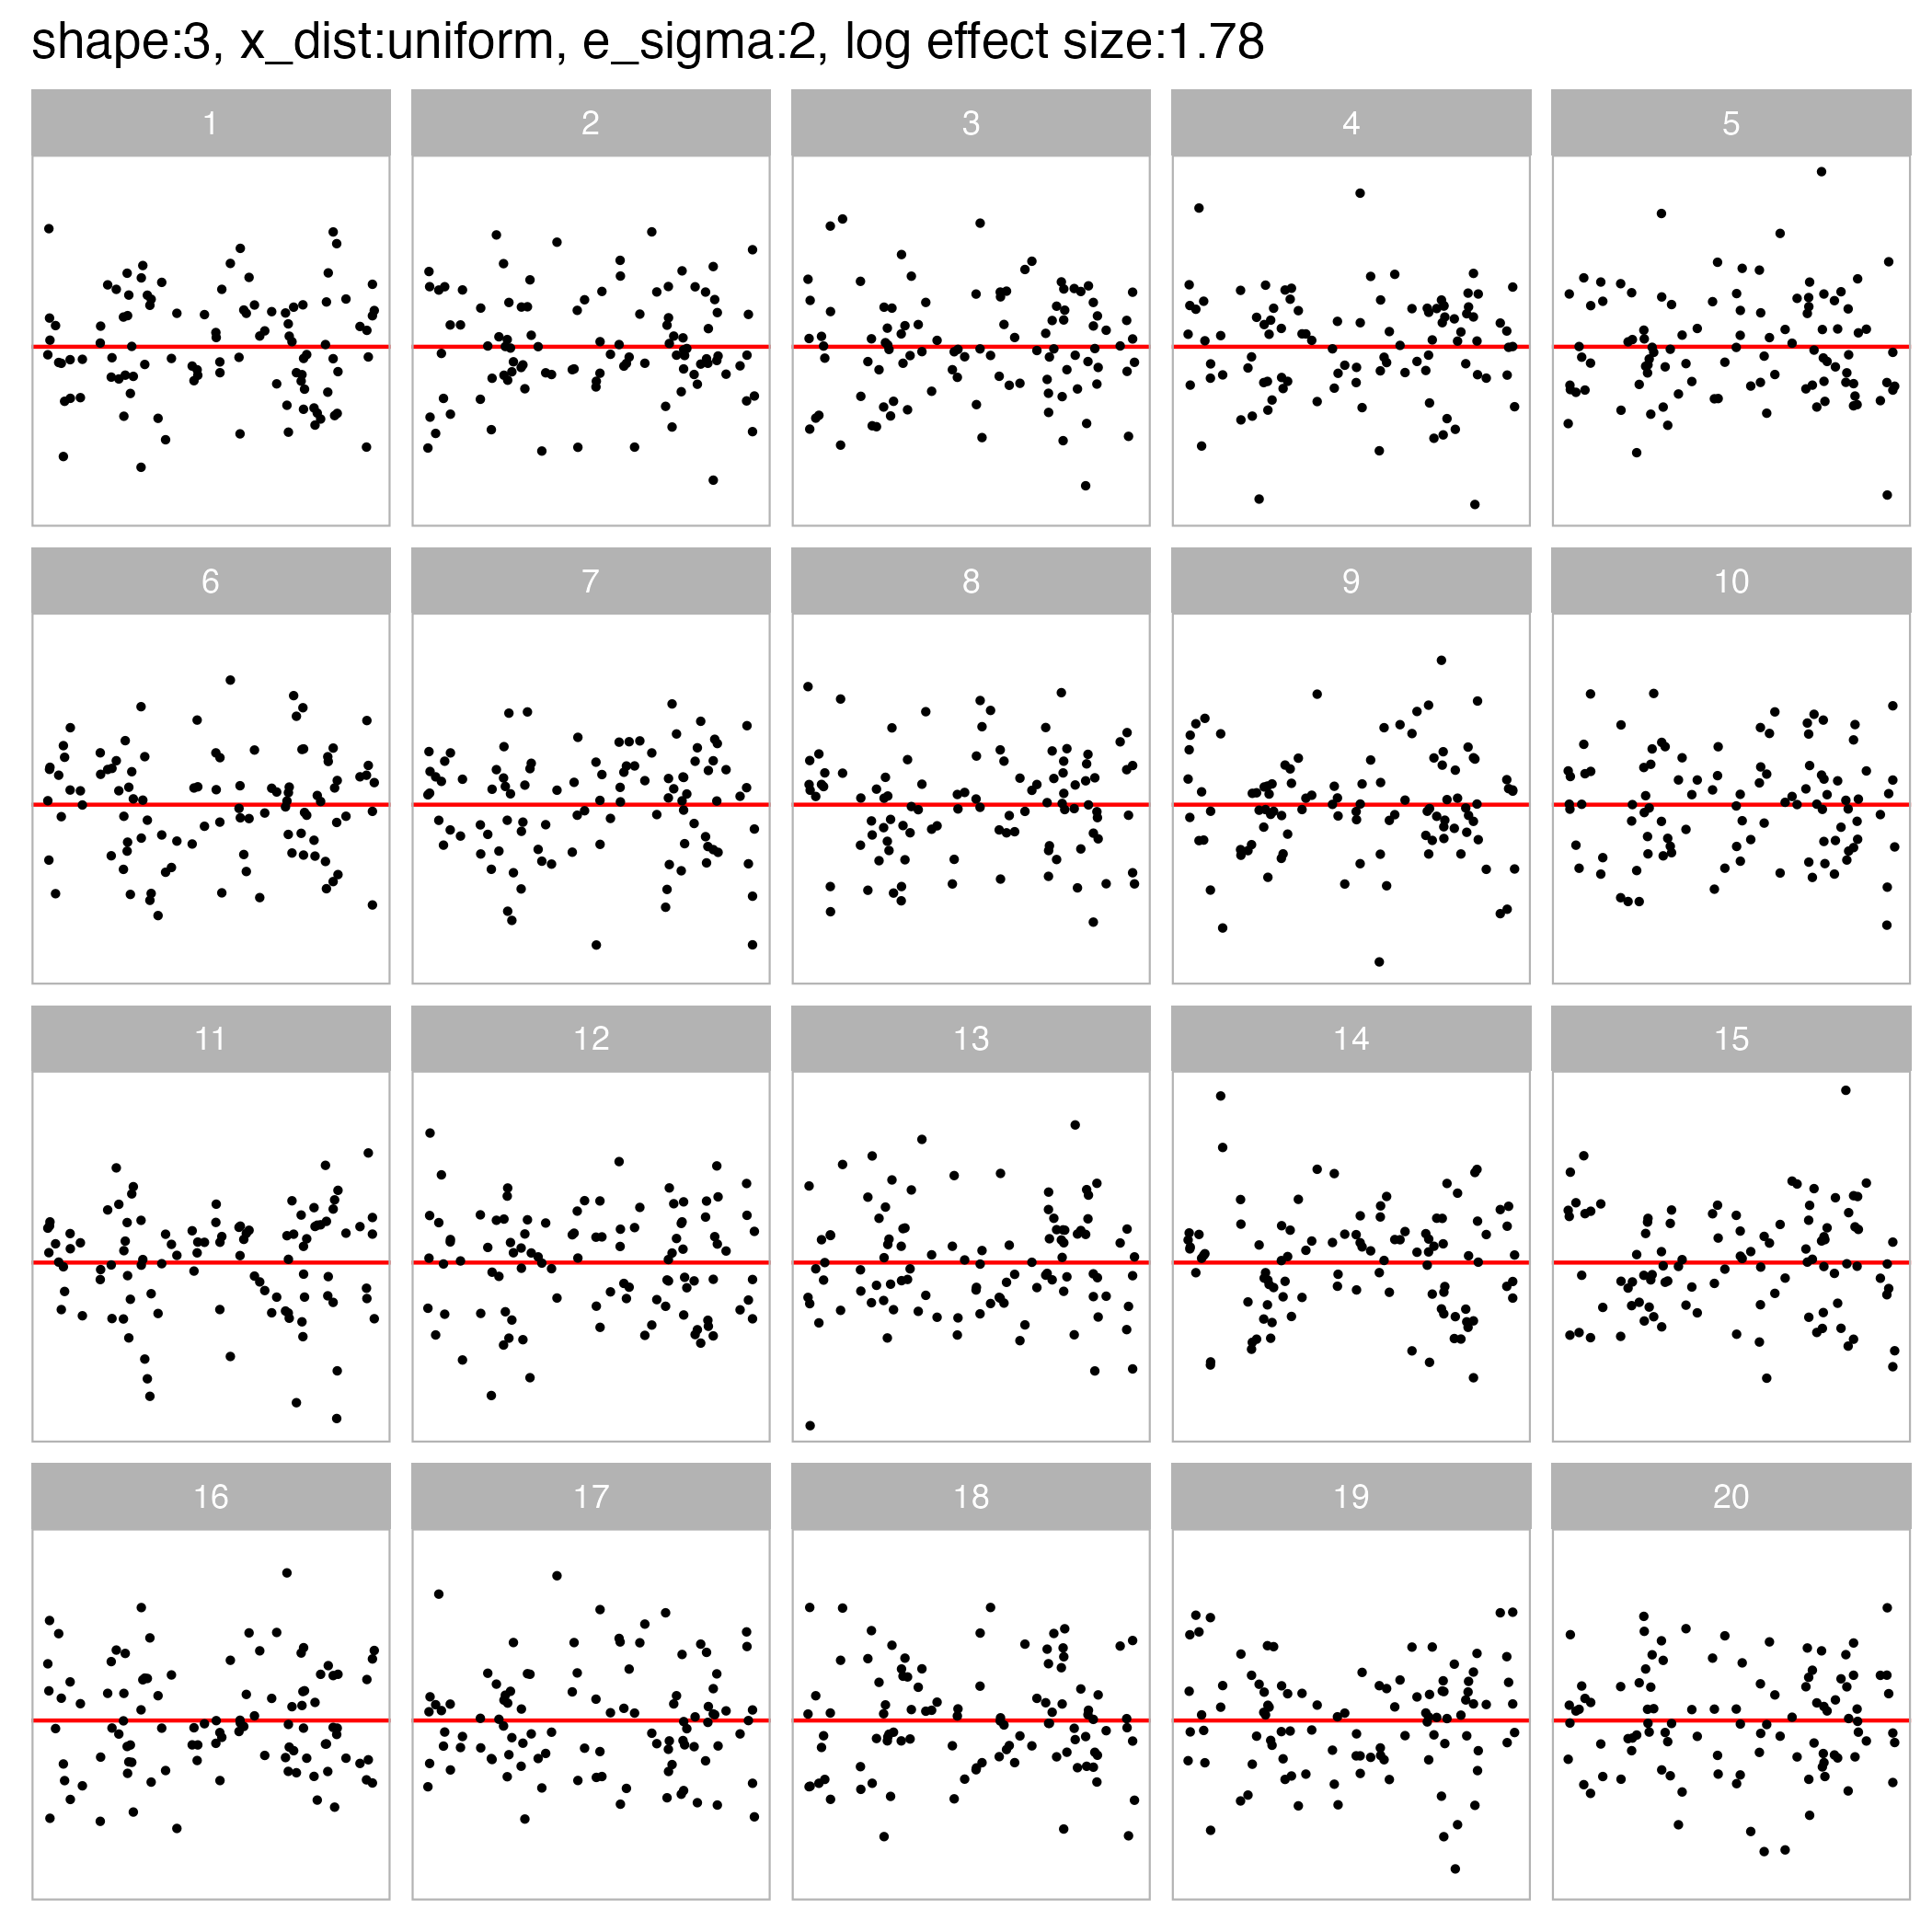 shape:3, x_dist:uniform, e_sigma:2, log effect size:1.78
1 2 3 4 5
6 7 8 9 10
11 12 13 14 15
16 17 18 19 20